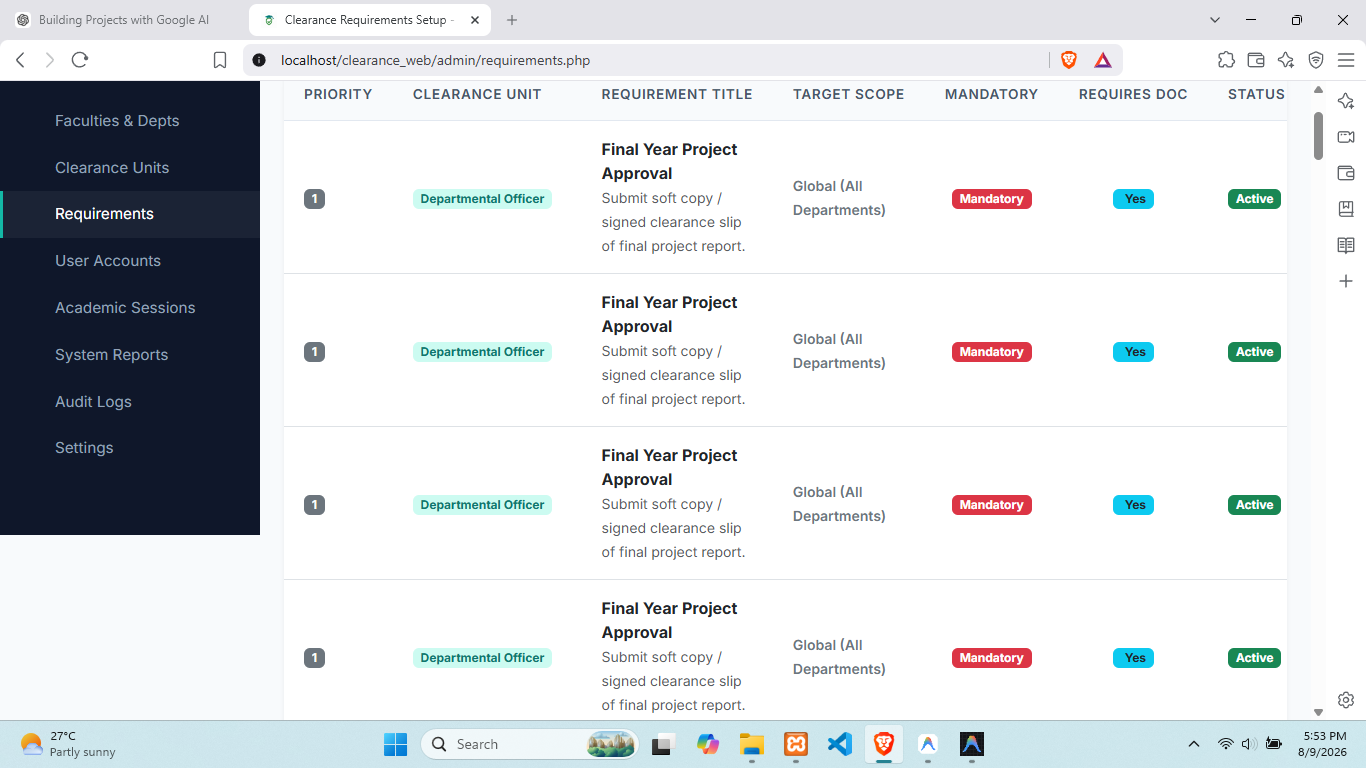 Building Projects with Google AI
Clearance Requirements Setup -
localhost/clearance_web/admin/requirements.php
Faculties & Depts
Clearance Units
Requirements
User Accounts
Academic Sessions
System Reports
Audit Logs
Settings
PRIORITY CLEARANCE UNIT REQUIREMENT TITLE TARGET SCOPE MANDATORY REQUIRES DOC STATUS
1
Departmental Officer
Final Year Project
Approval
Submit soft copy /
signed clearance slip
of final project report.
Global (All
Departments)
Mandatory
Yes
Active
1
Departmental Officer
Final Year Project
Approval
Submit soft copy /
signed clearance slip
of final project report.
Global (All
Departments)
Mandatory
Yes
Active
1
Departmental Officer
Final Year Project
Approval
Submit soft copy /
signed clearance slip
of final project report.
Global (All
Departments)
Mandatory
Yes
Active
1
Departmental Officer
Final Year Project
Approval
Submit soft copy /
signed clearance slip
of final project report.
Global (All
Departments)
Mandatory
Yes
Active
27°C
Partly sunny
Search
5:53 PM
8/9/2026